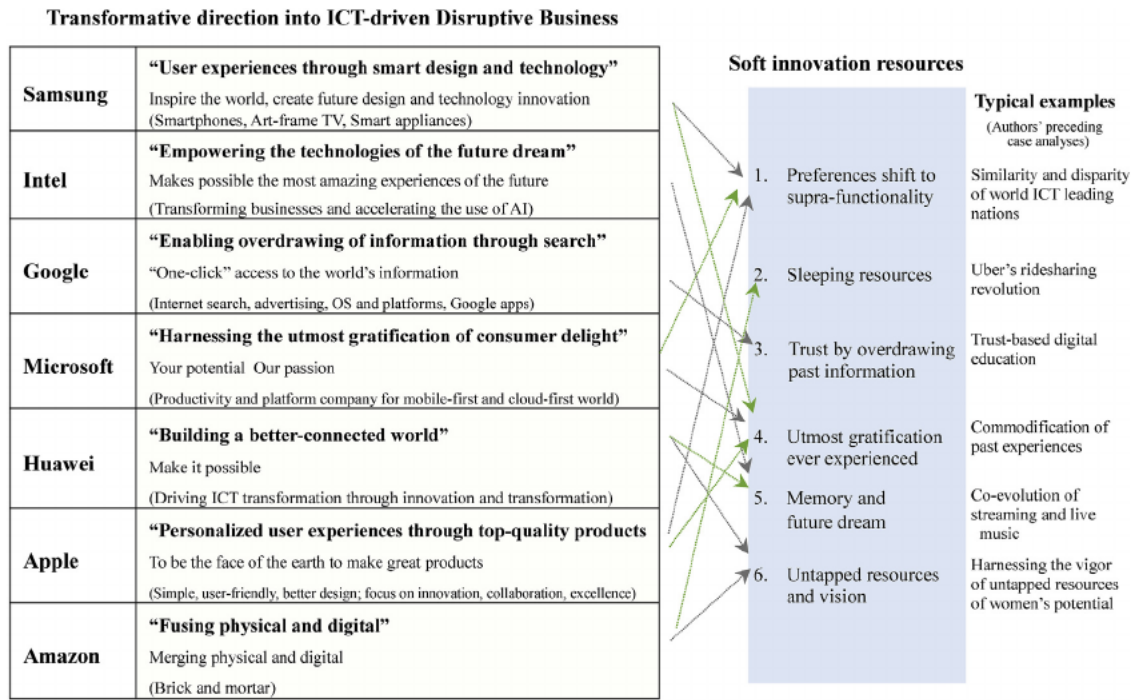 Transformative direction into ICT-driven Disruptive Business
Samsung
“User experiences through smart design and technology”
Inspire the world, create future design and technology innovation
(Smartphones, Art-frame TV, Smart appliances)
Intel
“Empowering the technologies of the future dream”
Makes possible the most amazing experiences of the future
(Transforming businesses and accelerating the use of AI)
Google
“Enabling overdrawing of information through search”
“One-click” access to the world’s information
(Internet search, advertising, OS and platforms, Google apps)
Microsoft
“Harnessing the utmost gratification of consumer delight”
Your potential Our passion
(Productivity and platform company for mobile-first and cloud-first world)
Huawei
“Building a better-connected world”
Make it possible
(Driving ICT transformation through innovation and transformation)
Apple
“Personalized user experiences through top-quality products
To be the face of the earth to make great products
(Simple, user-friendly, better design; focus on innovation, collaboration, excellence)
Amazon
“Fusing physical and digital”
Merging physical and digital
(Brick and mortar)
Soft innovation resources
1. Preferences shift to
supra-functionality
2. Sleeping resources
3. Trust by overdrawing
past information
4. Utmost gratification
ever experienced
5. Memory and
future dream
6. Untapped resources
and vision
Typical examples
(Authors’ preceding
case analyses)
Similarity and disparity
of world ICT leading
nations
Uber’s ridesharing
revolution
Trust-based digital
education
Commodification of
past experiences
Co-evolution of
streaming and live
music
Harnessing the vigor
of untapped resources
of women’s potential